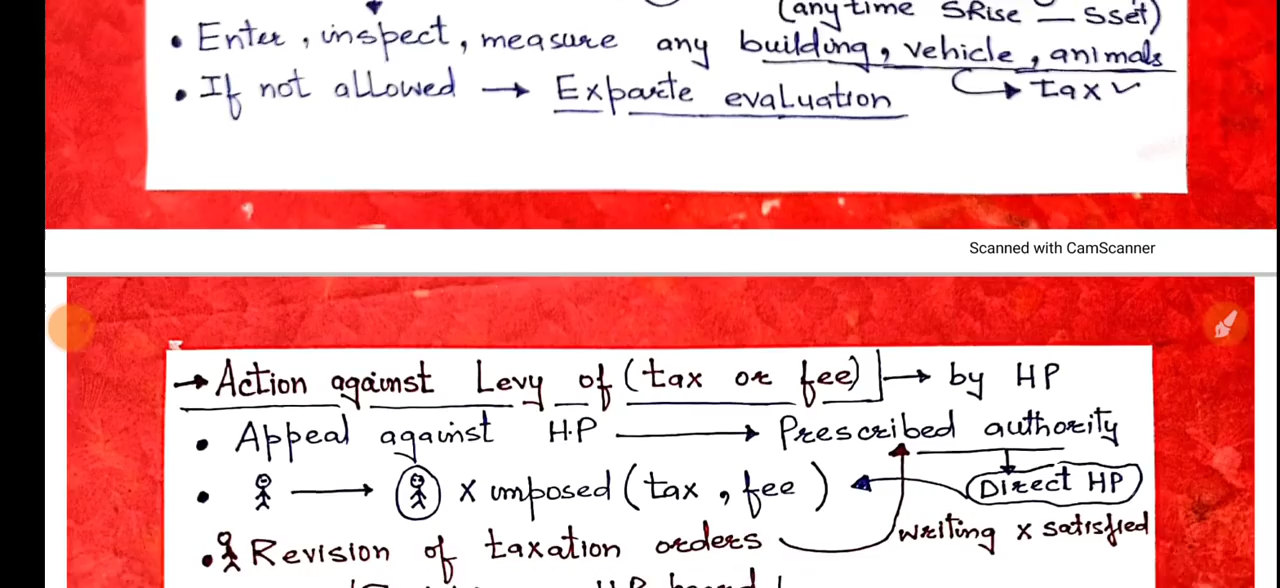 (any time SRise — Sset)
• Enter, inspect, measure any building, vehicle, animals
• If not allowed → Exparte evaluation → tax ✓
Scanned with CamScanner
→ Action against Levy of (tax or fee) → by HP
• Appeal against H.P → Prescribed authority
• → x imposed (tax, fee) Direct HP
• Revision of taxation orders writing x satisfied